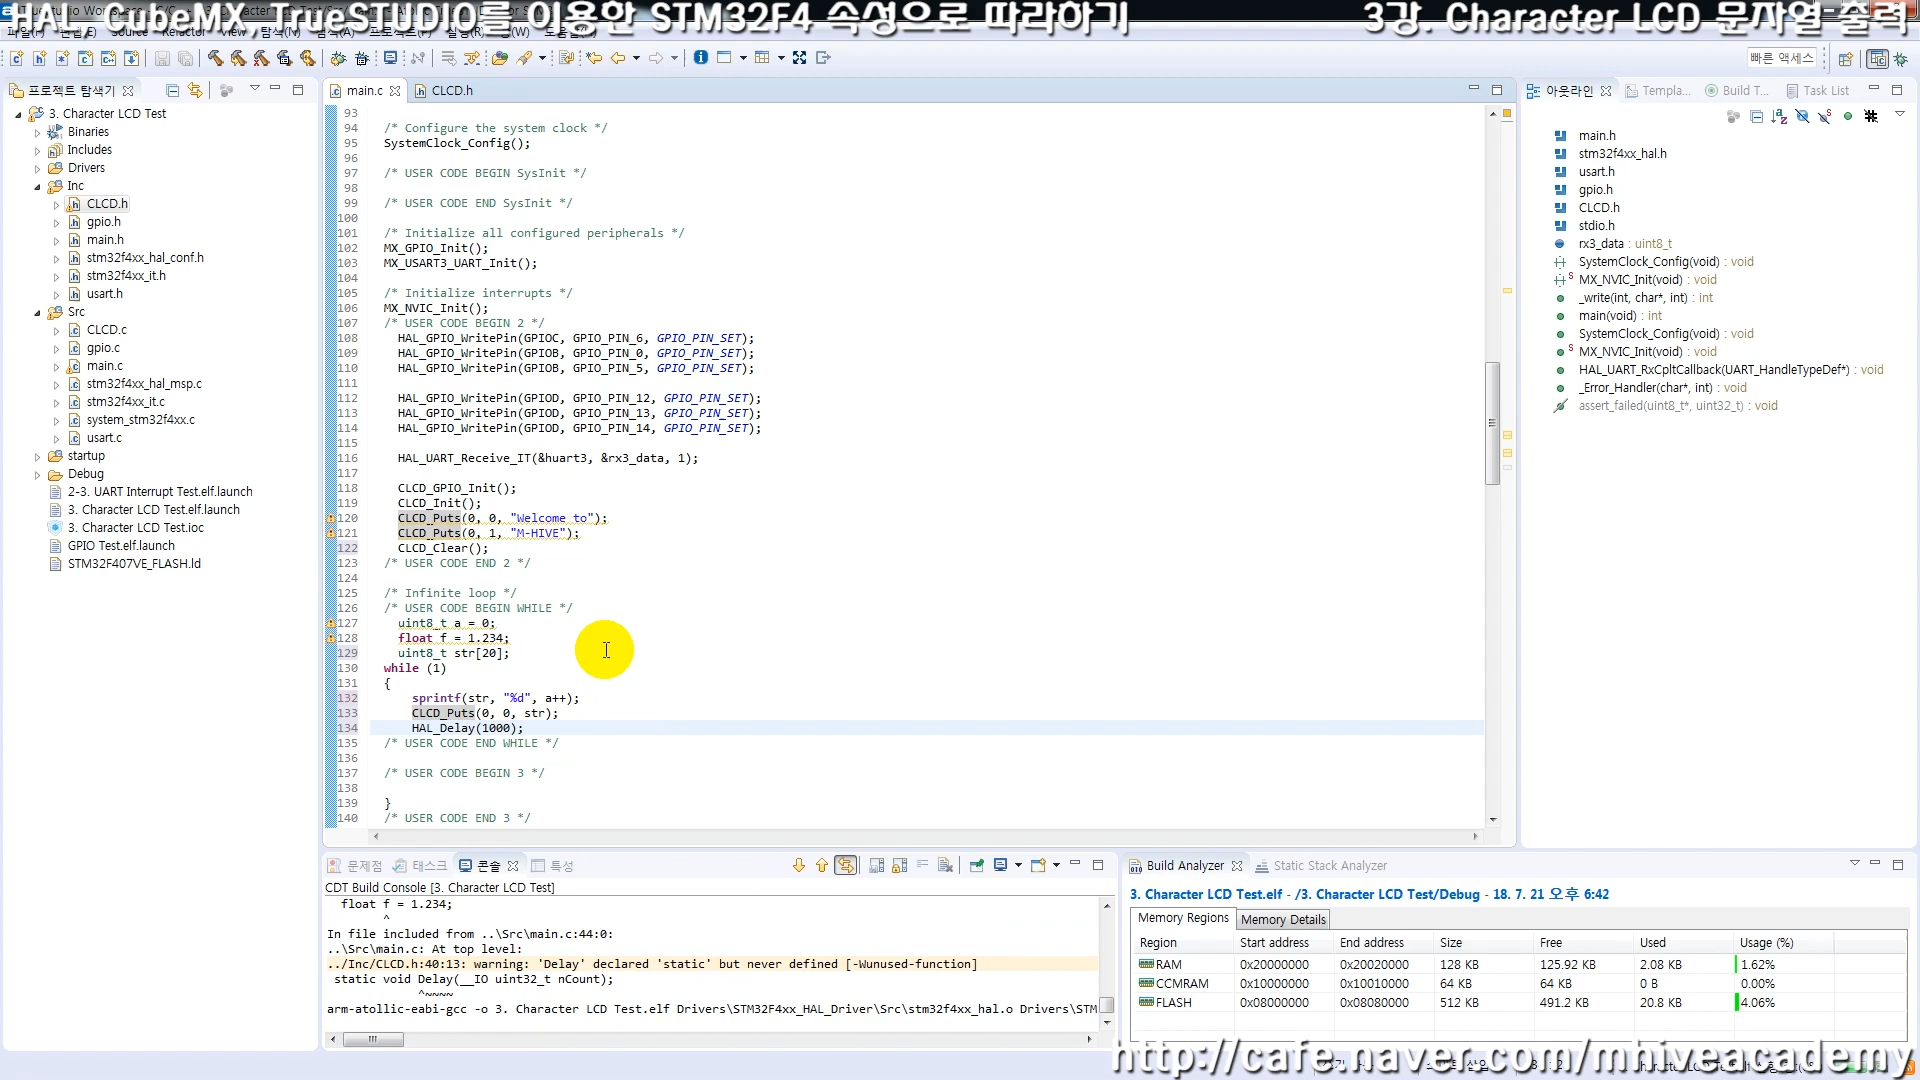 HAL, CubeMX, TrueSTUDIO를 이용한 STM32F4 속성으로 따라하기
3강. Character LCD 문자열 출력
빠른 액세스
프로젝트 탐색기
3. Character LCD Test
Binaries
Includes
Drivers
Inc
CLCD.h
gpio.h
main.h
stm32f4xx_hal_conf.h
stm32f4xx_it.h
usart.h
Src
CLCD.c
gpio.c
main.c
stm32f4xx_hal_msp.c
stm32f4xx_it.c
system_stm32f4xx.c
usart.c
startup
Debug
2-3. UART Interrupt Test.elf.launch
3. Character LCD Test.elf.launch
3. Character LCD Test.ioc
GPIO Test.elf.launch
STM32F407VE_FLASH.ld
main.c
CLCD.h
93
94 /* Configure the system clock */
95 SystemClock_Config();
96
97 /* USER CODE BEGIN SysInit */
98
99 /* USER CODE END SysInit */
100
101 /* Initialize all configured peripherals */
102 MX_GPIO_Init();
103 MX_USART3_UART_Init();
104
105 /* Initialize interrupts */
106 MX_NVIC_Init();
107 /* USER CODE BEGIN 2 */
108 HAL_GPIO_WritePin(GPIOC, GPIO_PIN_6, GPIO_PIN_SET);
109 HAL_GPIO_WritePin(GPIOB, GPIO_PIN_0, GPIO_PIN_SET);
110 HAL_GPIO_WritePin(GPIOB, GPIO_PIN_5, GPIO_PIN_SET);
111
112 HAL_GPIO_WritePin(GPIOD, GPIO_PIN_12, GPIO_PIN_SET);
113 HAL_GPIO_WritePin(GPIOD, GPIO_PIN_13, GPIO_PIN_SET);
114 HAL_GPIO_WritePin(GPIOD, GPIO_PIN_14, GPIO_PIN_SET);
115
116 HAL_UART_Receive_IT(&huart3, &rx3_data, 1);
117
118 CLCD_GPIO_Init();
119 CLCD_Init();
120 CLCD_Puts(0, 0, "Welcome to");
121 CLCD_Puts(0, 1, "M-HIVE");
122 CLCD_Clear();
123 /* USER CODE END 2 */
124
125 /* Infinite loop */
126 /* USER CODE BEGIN WHILE */
127 uint8_t a = 0;
128 float f = 1.234;
129 uint8_t str[20];
130 while (1)
131 {
132 sprintf(str, "%d", a++);
133 CLCD_Puts(0, 0, str);
134 HAL_Delay(1000);
135 /* USER CODE END WHILE */
136
137 /* USER CODE BEGIN 3 */
138
139 }
140 /* USER CODE END 3 */
아웃라인
Templa...
Build T...
Task List
main.h
stm32f4xx_hal.h
usart.h
gpio.h
CLCD.h
stdio.h
rx3_data : uint8_t
SystemClock_Config(void) : void
MX_NVIC_Init(void) : void
_write(int, char*, int) : int
main(void) : int
SystemClock_Config(void) : void
MX_NVIC_Init(void) : void
HAL_UART_RxCpltCallback(UART_HandleTypeDef*) : void
_Error_Handler(char*, int) : void
assert_failed(uint8_t*, uint32_t) : void
문제점
태스크
콘솔
특성
CDT Build Console [3. Character LCD Test]
float f = 1.234;
^
In file included from ..\Src\main.c:44:0:
..\Src\main.c: At top level:
../Inc/CLCD.h:40:13: warning: 'Delay' declared 'static' but never defined [-Wunused-function]
static void Delay(__IO uint32_t nCount);
^~~~~
arm-atollic-eabi-gcc -o 3. Character LCD Test.elf Drivers\STM32F4xx_HAL_Driver\Src\stm32f4xx_hal.o Drivers\STM
Build Analyzer
Static Stack Analyzer
3. Character LCD Test.elf - /3. Character LCD Test/Debug - 18. 7. 21 오후 6:42
Memory Regions
Memory Details
Region Start address End address Size Free Used Usage (%)
RAM 0x20000000 0x20020000 128 KB 125.92 KB 2.08 KB 1.62%
CCMRAM 0x10000000 0x10010000 64 KB 64 KB 0 B 0.00%
FLASH 0x08000000 0x08080000 512 KB 491.2 KB 20.8 KB 4.06%
http://cafe.naver.com/mhiveacademy